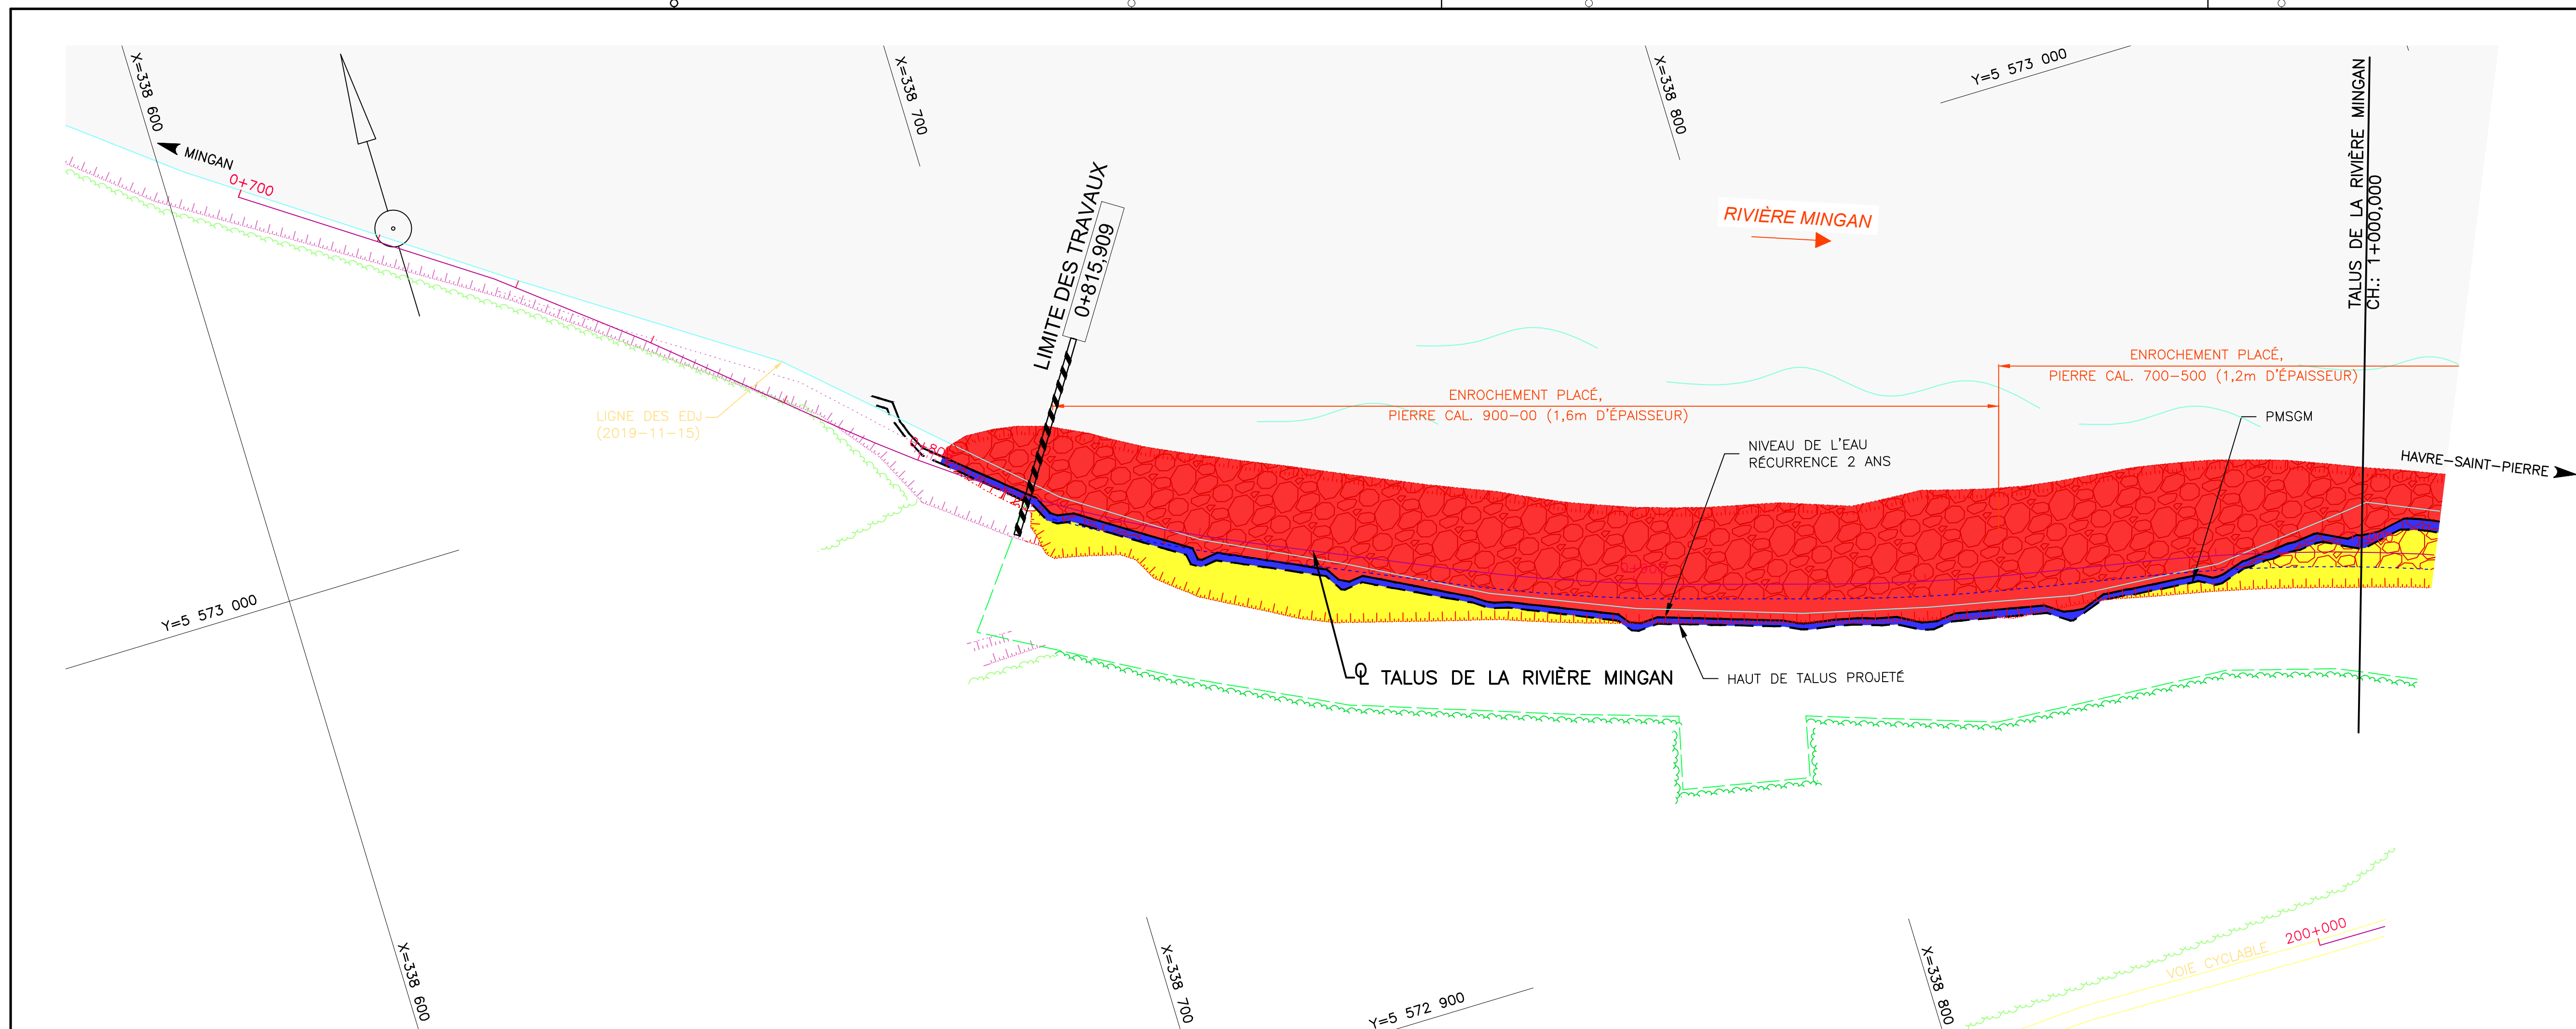 X=338 600
X=338 700
X=338 800
Y=5 573 000
MINGAN
0+700
LIMITE DES TRAVAUX
0+815,909
RIVIÈRE MINGAN
TALUS DE LA RIVIÈRE MINGAN
CH.: 1+000,000
ENROCHEMENT PLACÉ,
PIERRE CAL. 700-500 (1,2m D'ÉPAISSEUR)
ENROCHEMENT PLACÉ,
PIERRE CAL. 900-00 (1,6m D'ÉPAISSEUR)
LIGNE DES EDJ
(2019-11-15)
PMSGM
NIVEAU DE L'EAU
RÉCURRENCE 2 ANS
HAVRE-SAINT-PIERRE
Y=5 573 000
TALUS DE LA RIVIÈRE MINGAN
HAUT DE TALUS PROJETÉ
X=338 600
X=338 700
X=338 800
Y=5 572 900
VOIE CYCLABLE
200+000